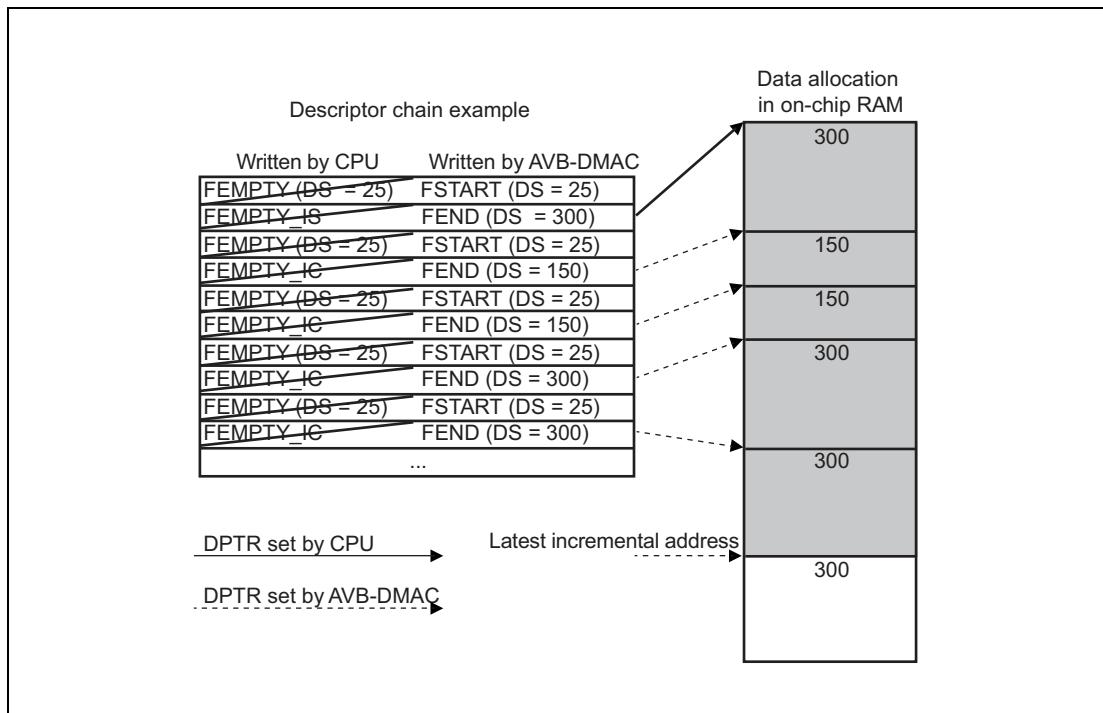 Data allocation
in on-chip RAM
Descriptor chain example
Written by CPU Written by AVB-DMAC
FEMPTY (DS = 25) FSTART (DS = 25)
FEMPTY_IS FEND (DS = 300)
FEMPTY (DS = 25) FSTART (DS = 25)
FEMPTY_IC FEND (DS = 150)
FEMPTY (DS = 25) FSTART (DS = 25)
FEMPTY_IC FEND (DS = 150)
FEMPTY (DS = 25) FSTART (DS = 25)
FEMPTY_IC FEND (DS = 300)
FEMPTY (DS = 25) FSTART (DS = 25)
FEMPTY_IC FEND (DS = 300)
...
300
150
150
300
300
300
DPTR set by CPU
Latest incremental address
DPTR set by AVB-DMAC